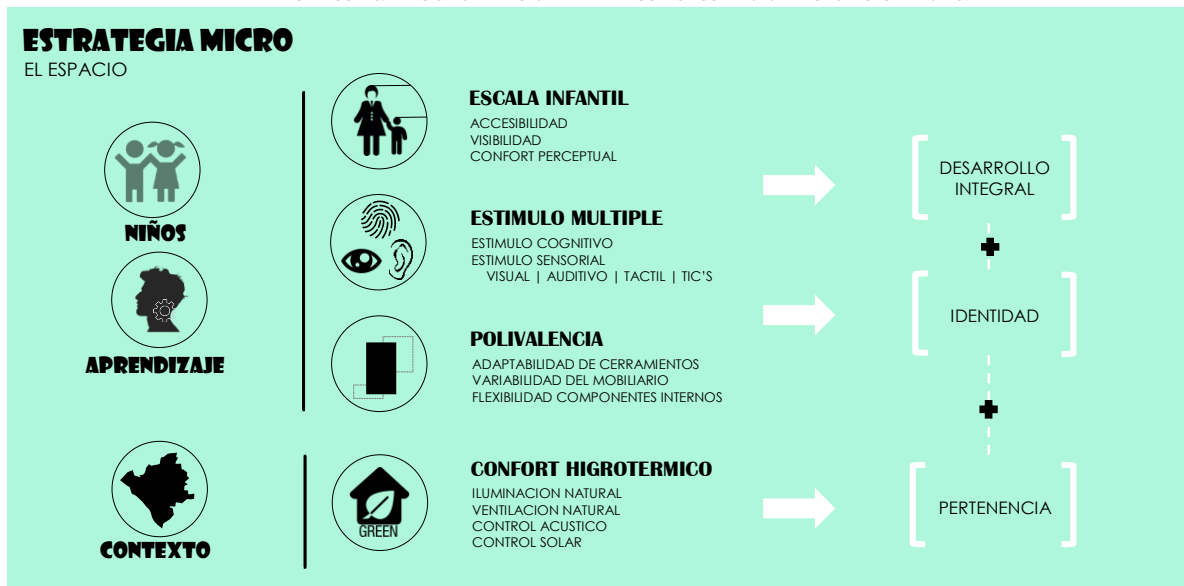 ESTRATEGIA MICRO
EL ESPACIO
NIÑOS
APRENDIZAJE
CONTEXTO
ESCALA INFANTIL
ACCESIBILIDAD
VISIBILIDAD
CONFORT PERCEPTUAL
ESTIMULO MULTIPLE
ESTIMULO COGNITIVO
ESTIMULO SENSORIAL
VISUAL | AUDITIVO | TACTIL | TIC'S
POLIVALENCIA
ADAPTABILIDAD DE CERRAMIENTOS
VARIABILIDAD DEL MOBILIARIO
FLEXIBILIDAD COMPONENTES INTERNOS
GREEN
CONFORT HIGROTERMICO
ILUMINACION NATURAL
VENTILACION NATURAL
CONTROL ACUSTICO
CONTROL SOLAR
DESARROLLO
INTEGRAL
IDENTIDAD
PERTENENCIA